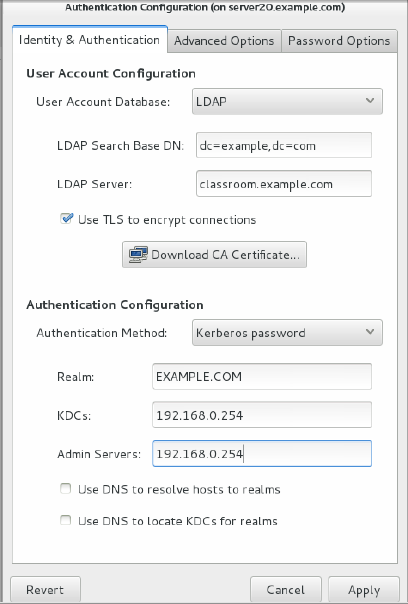 Authentication Configuration (on server20.example.com)
Identity & Authentication Advanced Options Password Options
User Account Configuration
User Account Database: LDAP
LDAP Search Base DN: dc=example,dc=com
LDAP Server: classroom.example.com
Use TLS to encrypt connections
Download CA Certificate...
Authentication Configuration
Authentication Method: Kerberos password
Realm: EXAMPLE.COM
KDCs: 192.168.0.254
Admin Servers: 192.168.0.254
Use DNS to resolve hosts to realms
Use DNS to locate KDCs for realms
Revert Cancel Apply